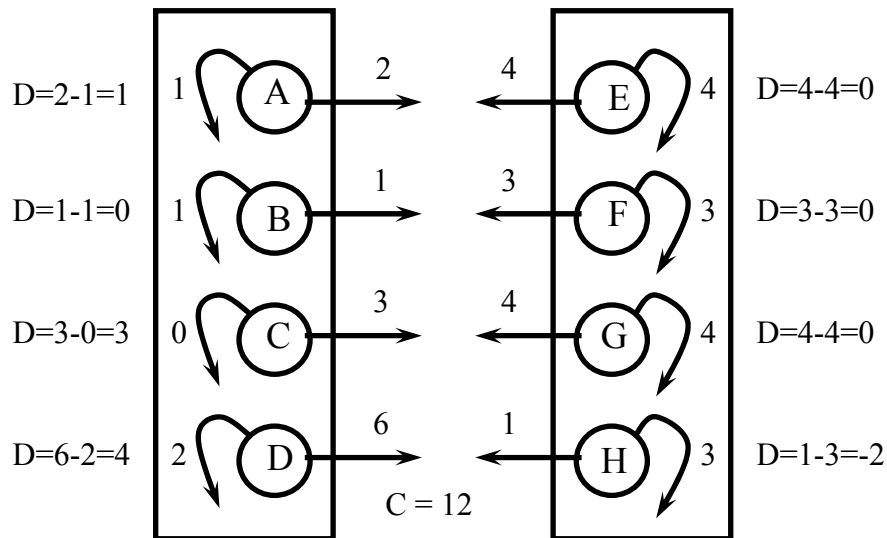 D=2-1=1 1 A 2 4 E 4 D=4-4=0
D=1-1=0 1 B 1 3 F 3 D=3-3=0
D=3-0=3 0 C 3 4 G 4 D=4-4=0
D=6-2=4 2 D 6 1 H 3 D=1-3=-2
C = 12